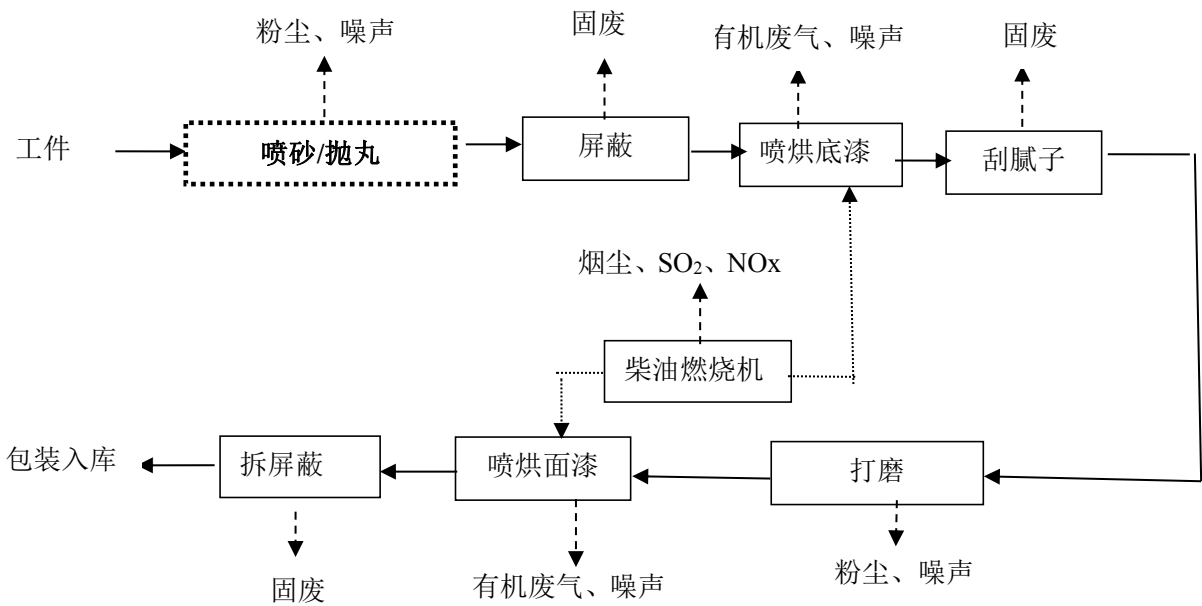 粉尘、噪声
固废
有机废气、噪声
固废
工件
喷砂/抛丸
屏蔽
喷烘底漆
刮腻子
烟尘、SO₂、NOx
柴油燃烧机
包装入库
拆屏蔽
喷烘面漆
打磨
固废
有机废气、噪声
粉尘、噪声